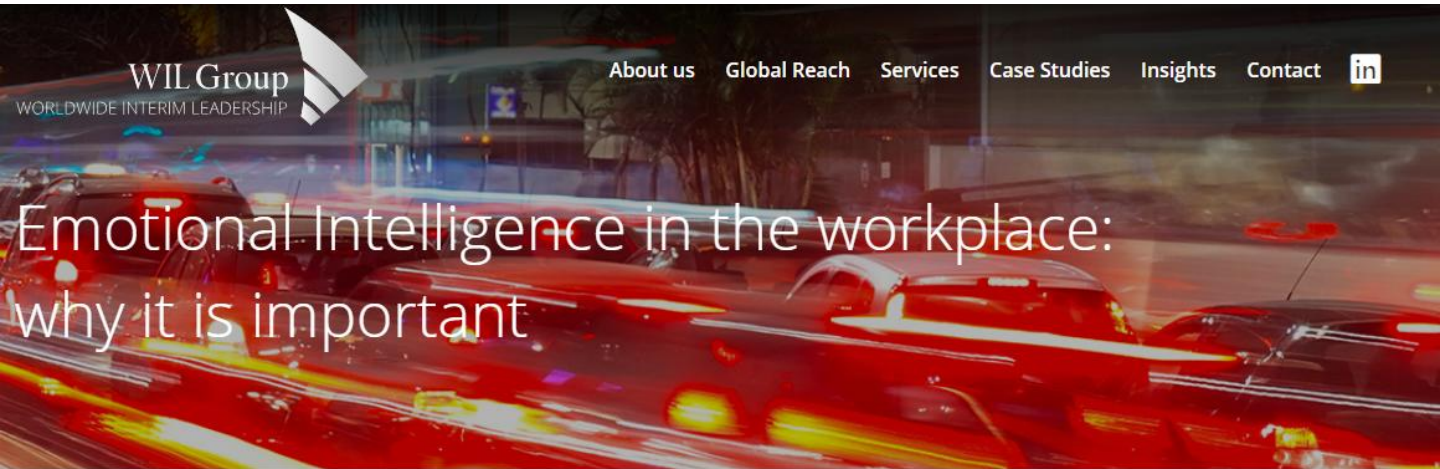 WIL Group
WORLDWIDE INTERIM LEADERSHIP
About us Global Reach Services Case Studies Insights Contact in
Emotional Intelligence in the workplace:
why it is important